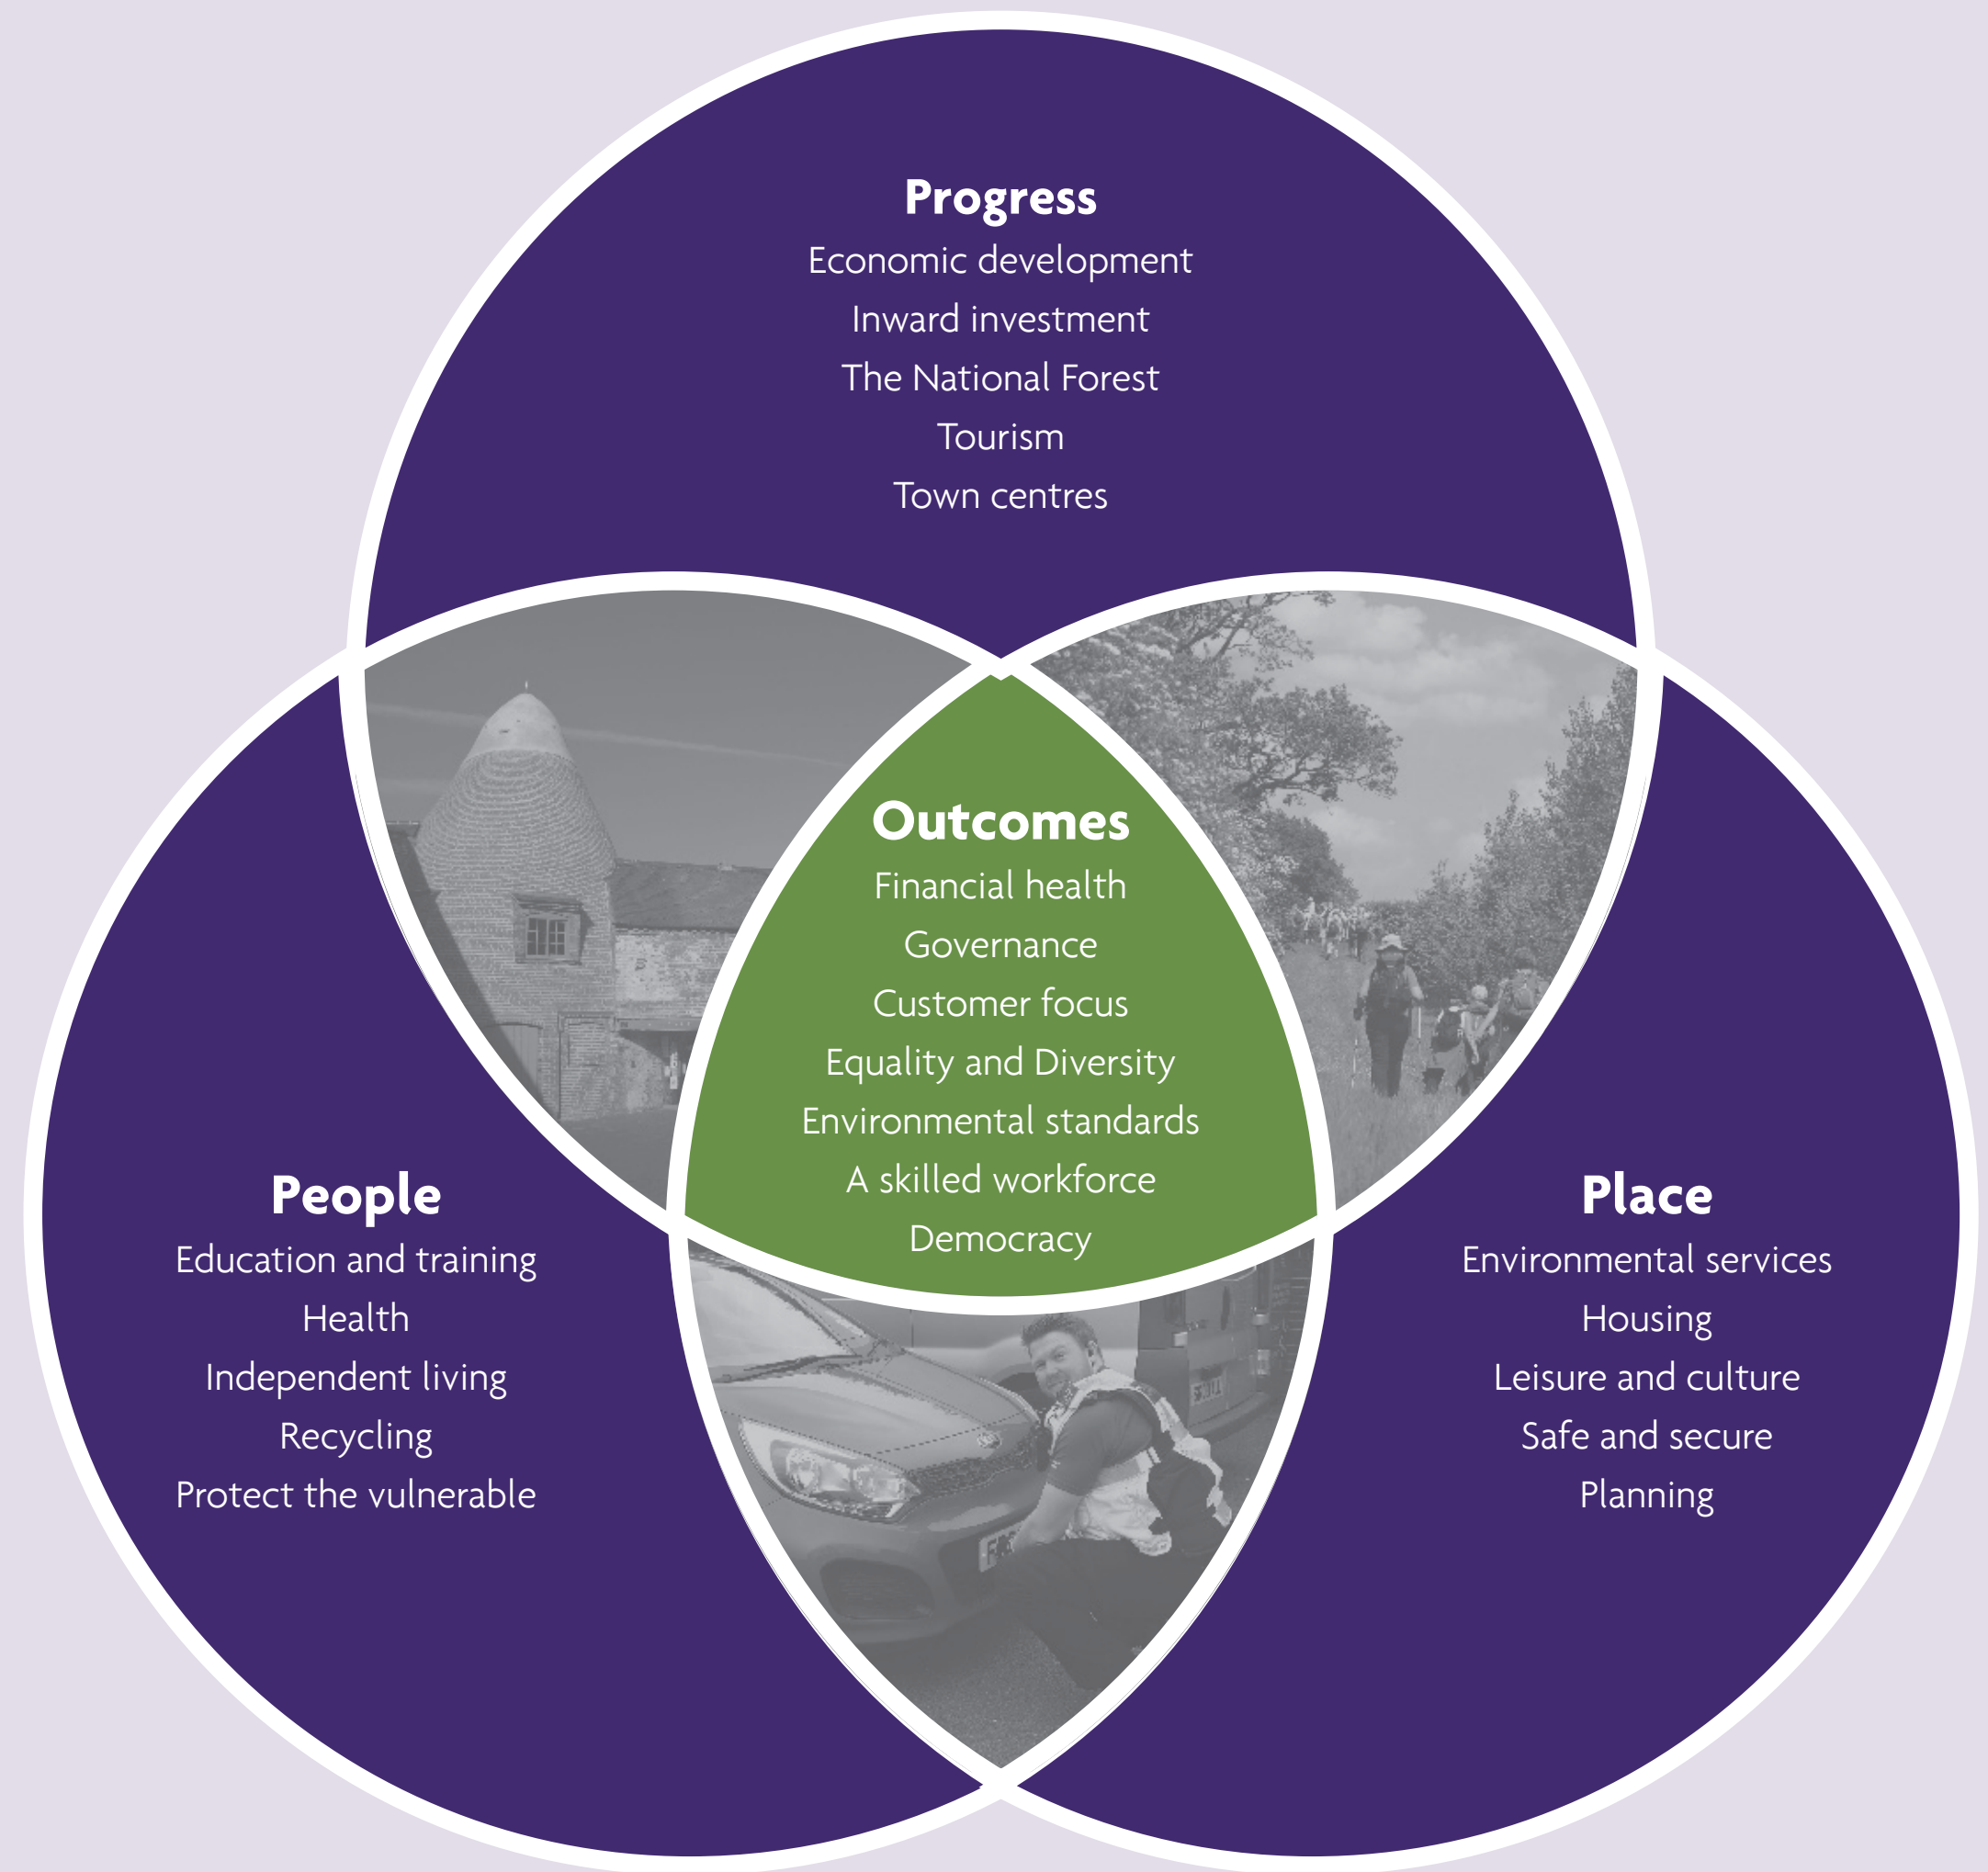 Progress
Economic development
Inward investment
The National Forest
Tourism
Town centres
Outcomes
Financial health
Governance
Customer focus
Equality and Diversity
Environmental standards
A skilled workforce
Democracy
People
Education and training
Health
Independent living
Recycling
Protect the vulnerable
Place
Environmental services
Housing
Leisure and culture
Safe and secure
Planning